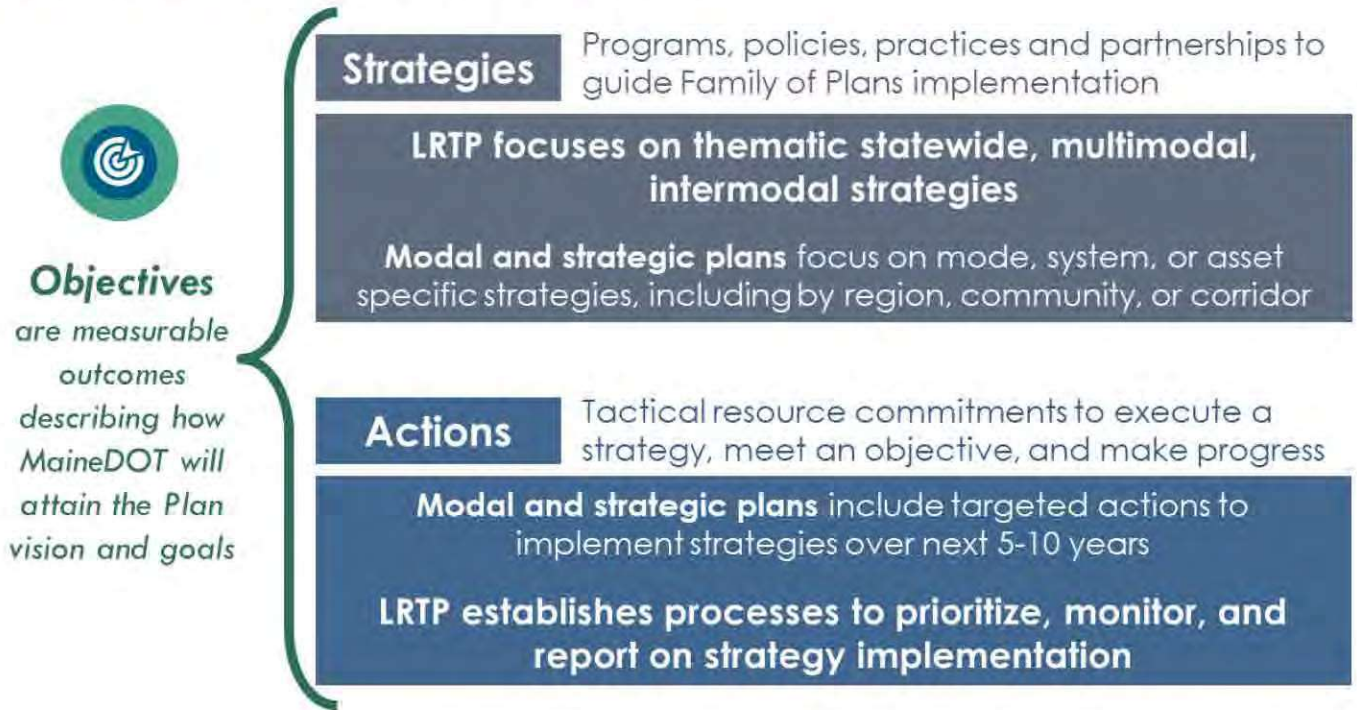 Objectives
are measurable
outcomes
describing how
MaineDOT will
attain the Plan
vision and goals
Strategies
Programs, policies, practices and partnerships to
guide Family of Plans implementation
LRTP focuses on thematic statewide, multimodal,
intermodal strategies
Modal and strategic plans focus on mode, system, or asset
specific strategies, including by region, community, or corridor
Actions
Tactical resource commitments to execute a
strategy, meet an objective, and make progress
Modal and strategic plans include targeted actions to
implement strategies over next 5-10 years
LRTP establishes processes to prioritize, monitor, and
report on strategy implementation